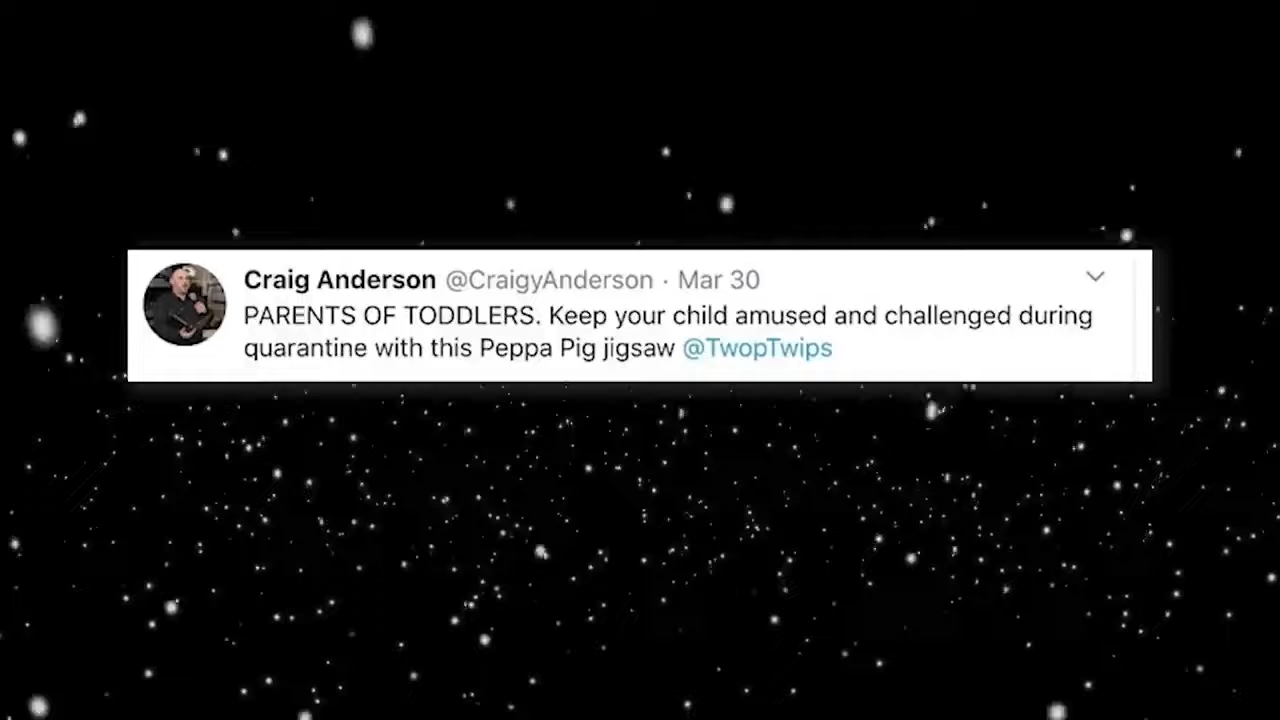 Craig Anderson @CraigyAnderson · Mar 30
PARENTS OF TODDLERS. Keep your child amused and challenged during
quarantine with this Peppa Pig jigsaw @TwopTwips